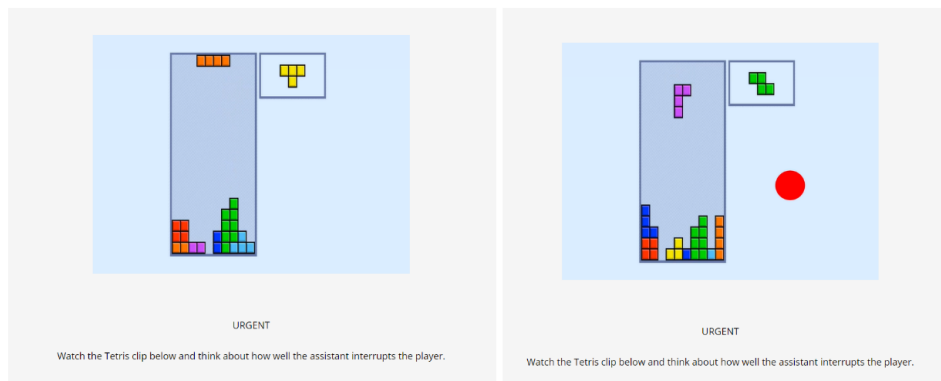 URGENT
Watch the Tetris clip below and think about how well the assistant interrupts the player.
URGENT
Watch the Tetris clip below and think about how well the assistant interrupts the player.